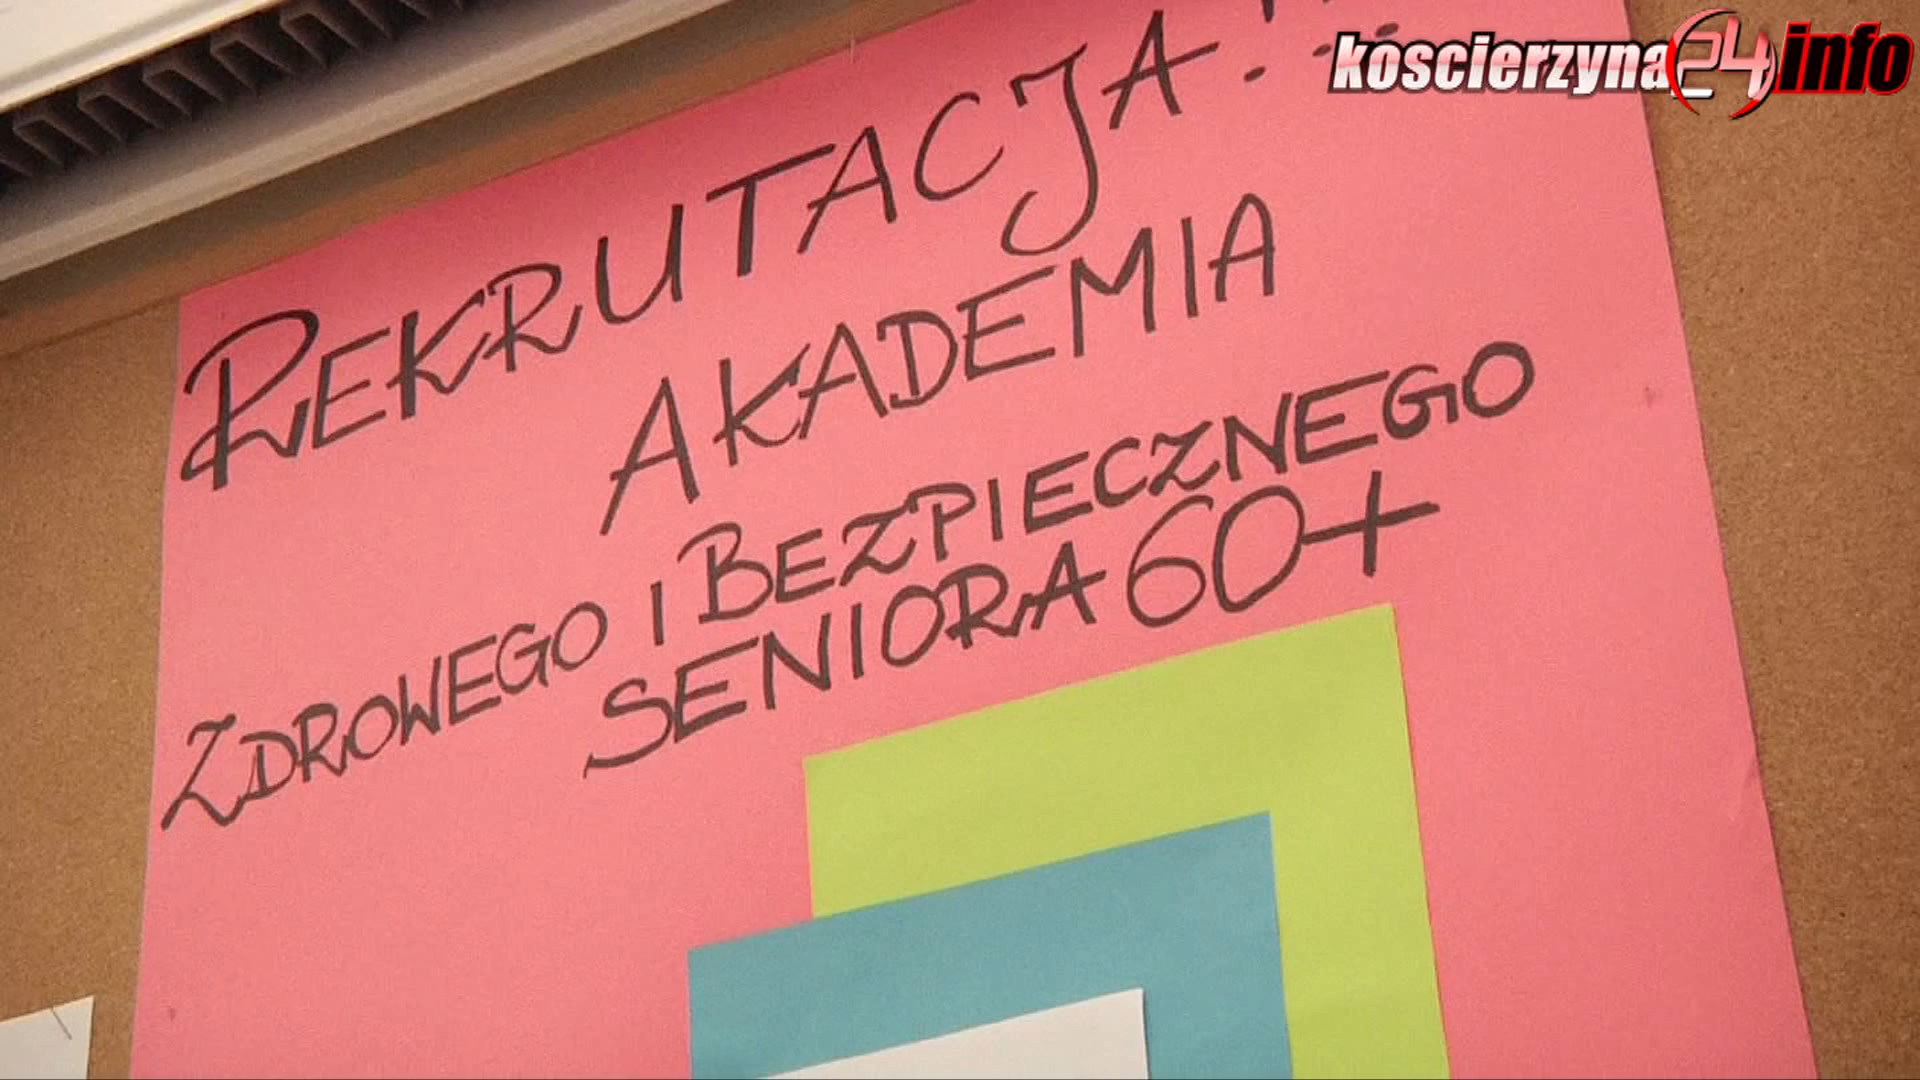 koscierzyna24info
REKRUTACJA!!!
AKADEMIA
ZDROWEGO I BEZPIECZNEGO
SENIORA 60+